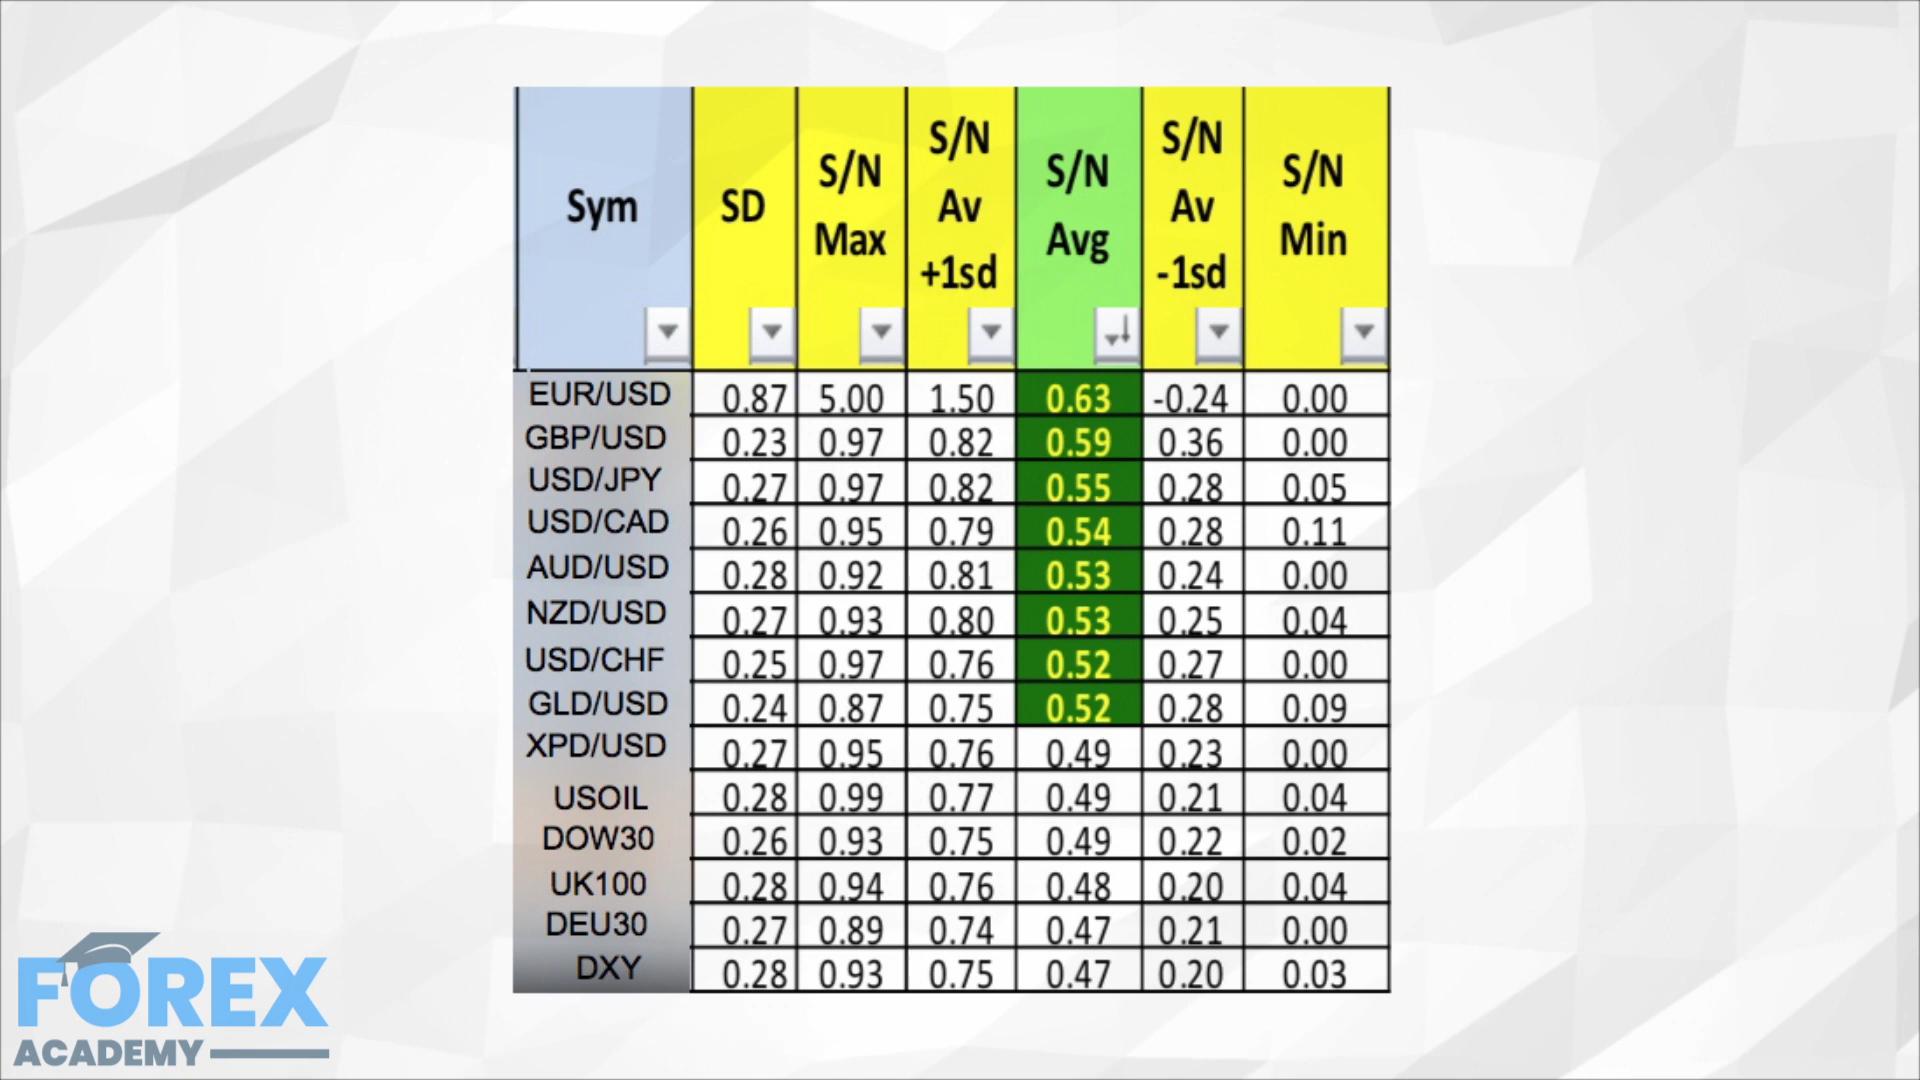 Sym SD S/N Max S/N Av +1sd S/N Avg S/N Av -1sd S/N Min
EUR/USD 0.87 5.00 1.50 0.63 -0.24 0.00
GBP/USD 0.23 0.97 0.82 0.59 0.36 0.00
USD/JPY 0.27 0.97 0.82 0.55 0.28 0.05
USD/CAD 0.26 0.95 0.79 0.54 0.28 0.11
AUD/USD 0.28 0.92 0.81 0.53 0.24 0.00
NZD/USD 0.27 0.93 0.80 0.53 0.25 0.04
USD/CHF 0.25 0.97 0.76 0.52 0.27 0.00
GLD/USD 0.24 0.87 0.75 0.52 0.28 0.09
XPD/USD 0.27 0.95 0.76 0.49 0.23 0.00
USOIL 0.28 0.99 0.77 0.49 0.21 0.04
DOW30 0.26 0.93 0.75 0.49 0.22 0.02
UK100 0.28 0.94 0.76 0.48 0.20 0.04
DEU30 0.27 0.89 0.74 0.47 0.21 0.00
DXY 0.28 0.93 0.75 0.47 0.20 0.03
FOREX
ACADEMY